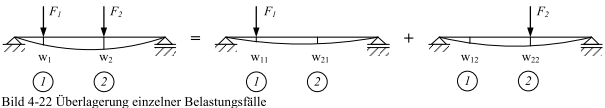 F1 F2 F1 F2
= +
w1 w2 w11 w21 w12 w22
1 2 1 2 1 2
Bild 4-22 Überlagerung einzelner Belastungsfälle